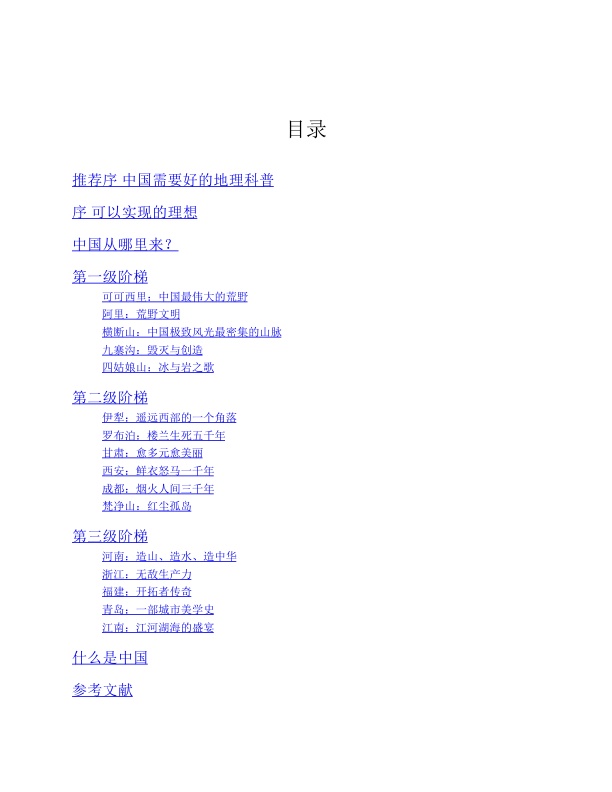 目录
推荐序 中国需要好的地理科普
序 可以实现的理想
中国从哪里来？
第一级阶梯
可可西里：中国最伟大的荒野
阿里：荒野文明
横断山：中国极致风光最密集的山脉
九寨沟：毁灭与创造
四姑娘山：冰与岩之歌
第二级阶梯
伊犁：遥远西部的一个角落
罗布泊：楼兰生死五千年
甘肃：愈多元愈美丽
西安：鲜衣怒马一千年
成都：烟火人间三千年
梵净山：红尘孤岛
第三级阶梯
河南：造山、造水、造中华
浙江：无敌生产力
福建：开拓者传奇
青岛：一部城市美学史
江南：江河湖海的盛宴
什么是中国
参考文献